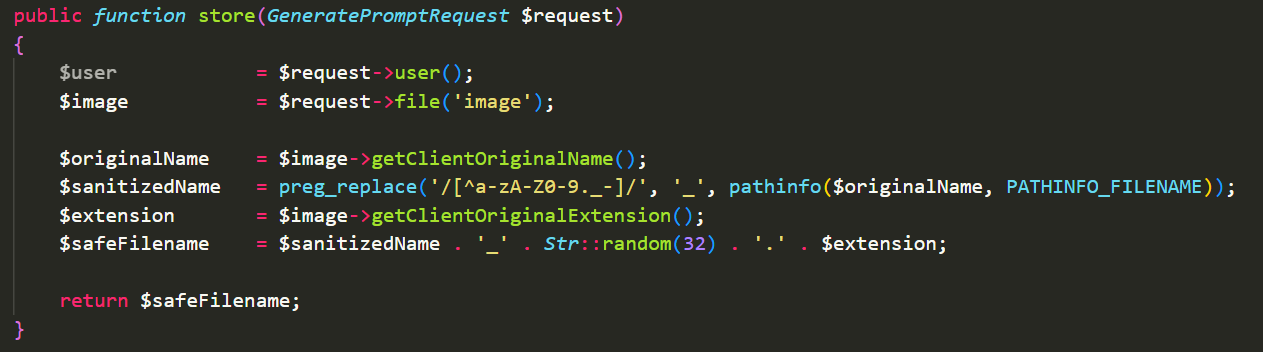 public function store(GeneratePromptRequest $request)
{
    $user            = $request->user();
    $image           = $request->file('image');

    $originalName    = $image->getClientOriginalName();
    $sanitizedName   = preg_replace('/[^a-zA-Z0-9._-]/', '_', pathinfo($originalName, PATHINFO_FILENAME));
    $extension       = $image->getClientOriginalExtension();
    $safeFilename    = $sanitizedName . '_' . Str::random(32) . '.' . $extension;

    return $safeFilename;
}